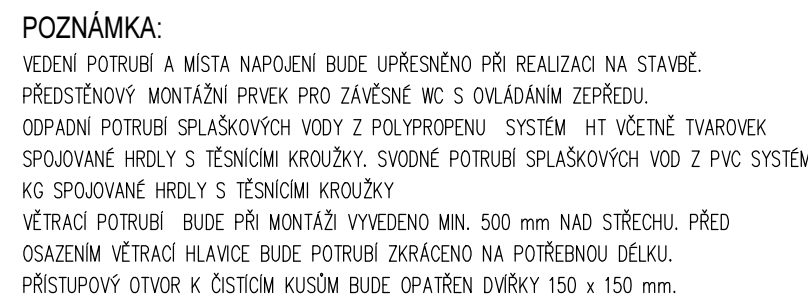 POZNÁMKA:
VEDENÍ POTRUBÍ A MÍSTA NAPOJENÍ BUDE UPŘESNĚNO PŘI REALIZACI NA STAVBĚ.
PŘEDSTĚNOVÝ MONTÁŽNÍ PRVEK PRO ZÁVĚSNÉ WC S OVLÁDÁNÍM ZEPŘEDU.
ODPADNÍ POTRUBÍ SPLAŠKOVÝCH VODY Z POLYPROPENU SYSTÉM HT VČETNĚ TVAROVEK
SPOJOVANÉ HRDLY S TĚSNÍCÍMI KROUŽKY. SVODNÉ POTRUBÍ SPLAŠKOVÝCH VOD Z PVC SYSTÉM
KG SPOJOVANÉ HRDLY S TĚSNÍCÍMI KROUŽKY
VĚTRACÍ POTRUBÍ BUDE PŘI MONTÁŽI VYVEDENO MIN. 500 mm NAD STŘECHU. PŘED
OSAZENÍM VĚTRACÍ HLAVICE BUDE POTRUBÍ ZKRÁCENO NA POTŘEBNOU DÉLKU.
PŘÍSTUPOVÝ OTVOR K ČISTÍCÍM KUSŮM BUDE OPATŘEN DVÍŘKY 150 x 150 mm.